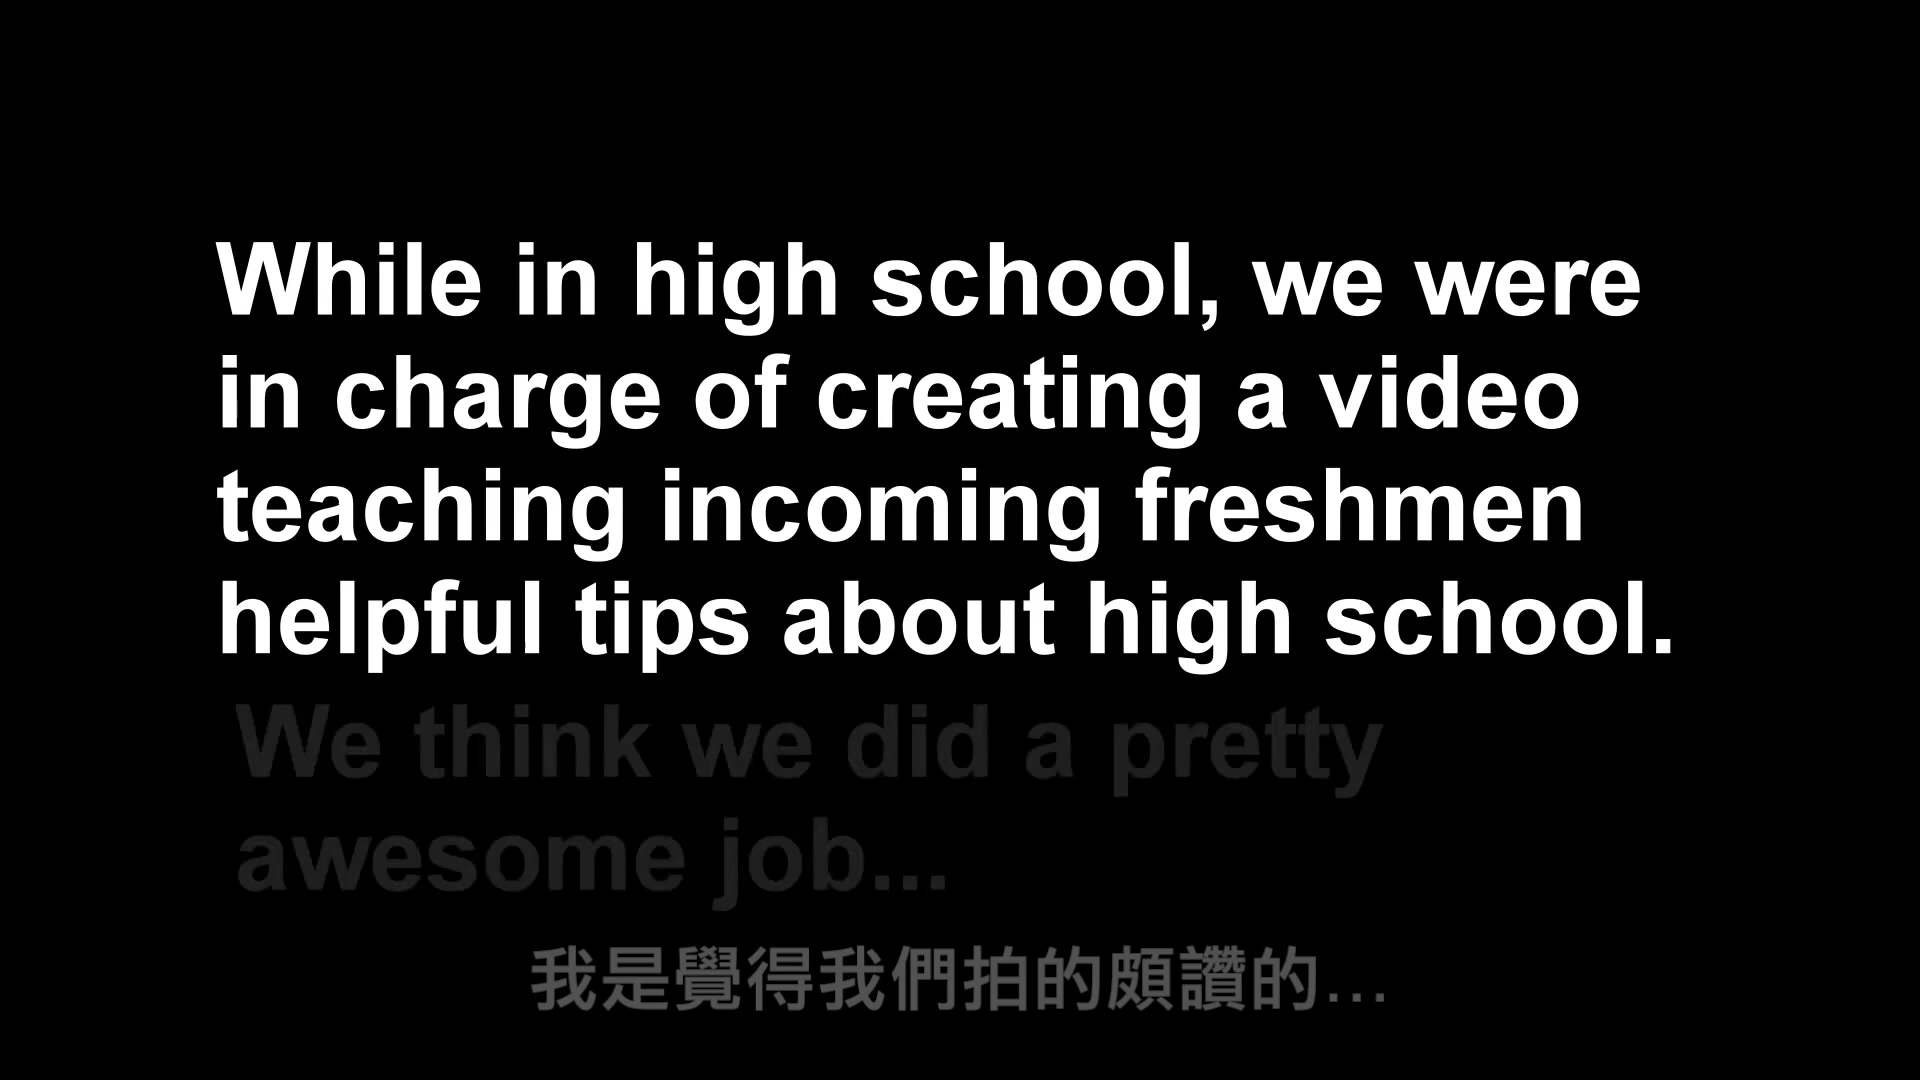 While in high school, we were
in charge of creating a video
teaching incoming freshmen
helpful tips about high school.
We think we did a pretty
awesome job...
我是覺得我們拍的頗讚的...